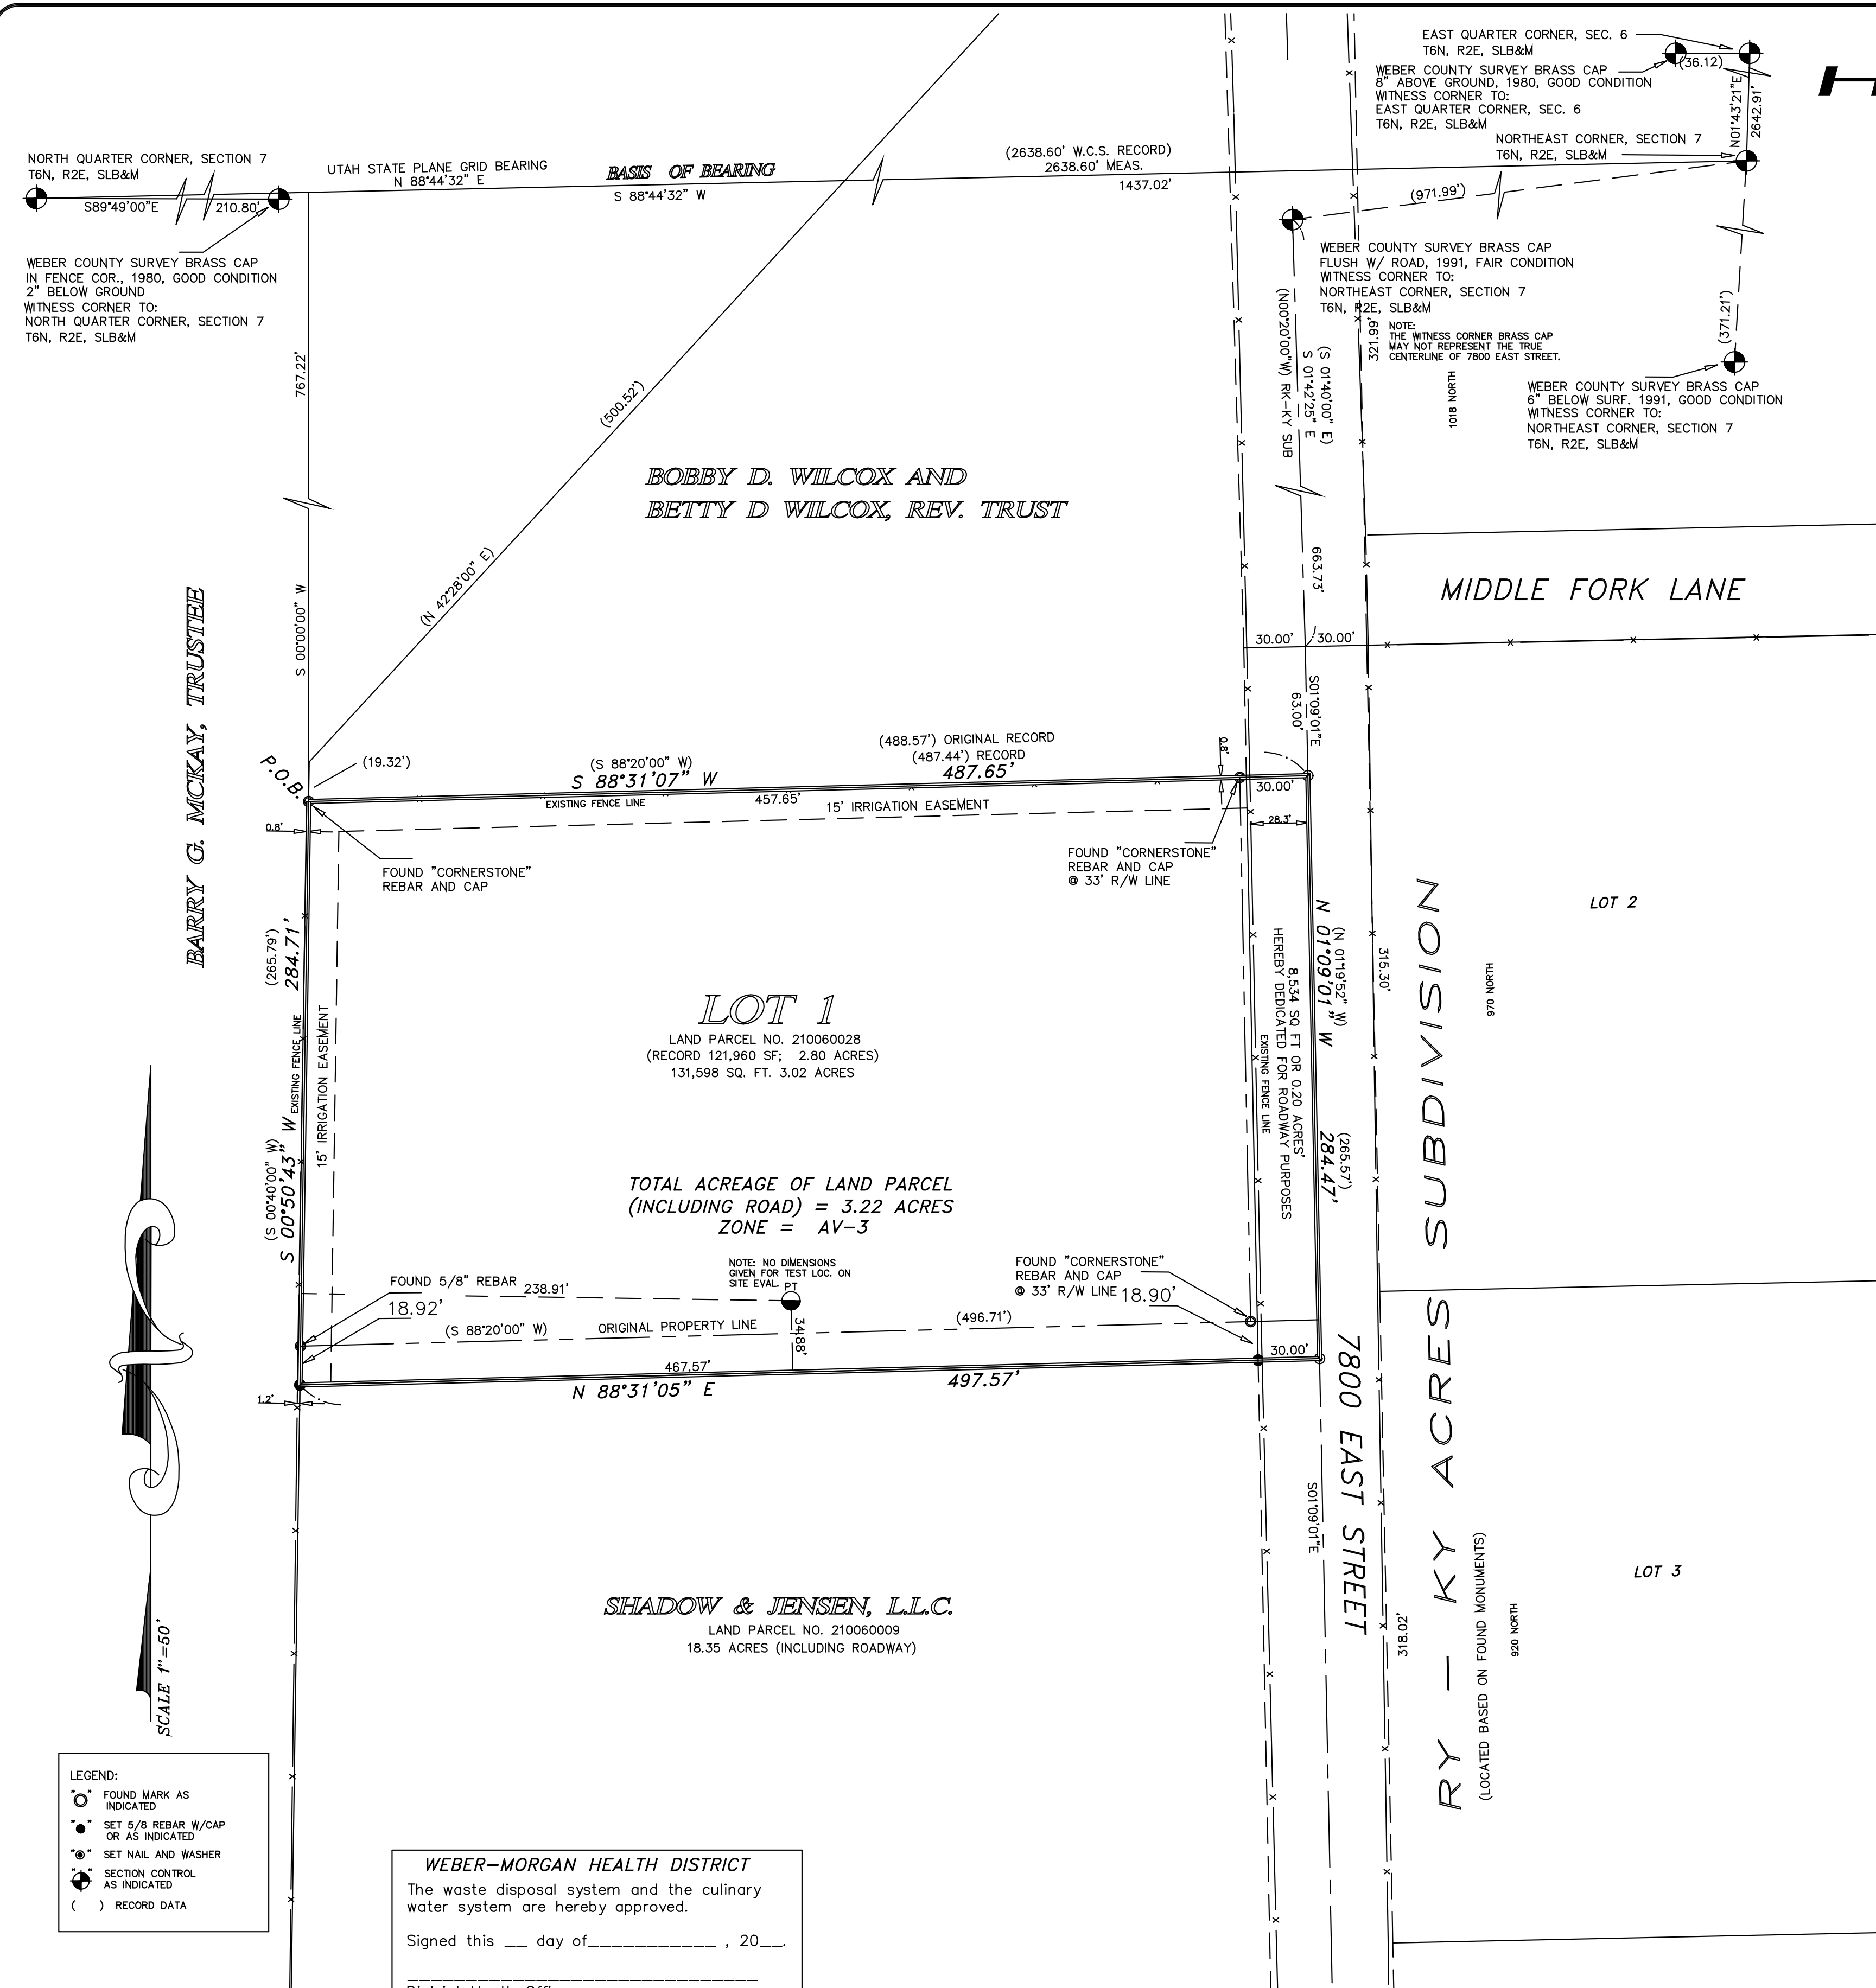 EAST QUARTER CORNER, SEC. 6
T6N, R2E, SLB&M
(36.12)
WEBER COUNTY SURVEY BRASS CAP
8" ABOVE GROUND, 1980, GOOD CONDITION
WITNESS CORNER TO:
EAST QUARTER CORNER, SEC. 6
T6N, R2E, SLB&M
N01°43'21"E
2642.91'
NORTHEAST CORNER, SECTION 7
T6N, R2E, SLB&M
NORTH QUARTER CORNER, SECTION 7
T6N, R2E, SLB&M
S89°49'00"E
210.80'
UTAH STATE PLANE GRID BEARING
N 88°44'32" E
BASIS OF BEARING
S 88°44'32" W
(2638.60' W.C.S. RECORD)
2638.60' MEAS.
1437.02'
(971.99')
WEBER COUNTY SURVEY BRASS CAP
IN FENCE COR., 1980, GOOD CONDITION
2" BELOW GROUND
WITNESS CORNER TO:
NORTH QUARTER CORNER, SECTION 7
T6N, R2E, SLB&M
WEBER COUNTY SURVEY BRASS CAP
FLUSH W/ ROAD, 1991, FAIR CONDITION
WITNESS CORNER TO:
NORTHEAST CORNER, SECTION 7
T6N, R2E, SLB&M
NOTE:
THE WITNESS CORNER BRASS CAP
MAY NOT REPRESENT THE TRUE
CENTERLINE OF 7800 EAST STREET.
321.69'
(371.21')
1018 NORTH
WEBER COUNTY SURVEY BRASS CAP
6" BELOW SURF. 1991, GOOD CONDITION
WITNESS CORNER TO:
NORTHEAST CORNER, SECTION 7
T6N, R2E, SLB&M
767.22'
S 00°00'00" W
(500.52')
(N 42°28'00" E)
(N00°20'00"W) RK-KY SUB
S 01°42'25" E
(S 01°40'00" E)
663.73'
BOBBY D. WILCOX AND
BETTY D WILCOX, REV. TRUST
MIDDLE FORK LANE
30.00'
30.00'
S01°09'01"E
63.00'
BARRY G. MCKAY, TRUSTEE
P.O.B.
(19.32')
(488.57') ORIGINAL RECORD
(S 88°20'00" W)
(487.44') RECORD
S 88°31'07" W
487.65'
0.8'
EXISTING FENCE LINE
457.65'
15' IRRIGATION EASEMENT
30.00'
28.3'
0.8'
FOUND "CORNERSTONE"
REBAR AND CAP
FOUND "CORNERSTONE"
REBAR AND CAP
@ 33' R/W LINE
(265.79')
284.71'
EXISTING FENCE LINE
(S 00°40'00" W)
S 00°50'43" W
15' IRRIGATION EASEMENT
LOT 1
LAND PARCEL NO. 210060028
(RECORD 121,960 SF; 2.80 ACRES)
131,598 SQ. FT. 3.02 ACRES
EXISTING FENCE LINE
8,534 SQ FT OR 0.20 ACRES'
HEREBY DEDICATED FOR ROADWAY PURPOSES
(N 01°19'52" W)
N 01°09'01" W
(265.57')
284.47'
315.30'
LOT 2
970 NORTH
TOTAL ACREAGE OF LAND PARCEL
(INCLUDING ROAD) = 3.22 ACRES
ZONE = AV-3
NOTE: NO DIMENSIONS
GIVEN FOR TEST LOC. ON
SITE EVAL.
PT
FOUND 5/8" REBAR
238.91'
18.92'
34.88'
FOUND "CORNERSTONE"
REBAR AND CAP
@ 33' R/W LINE
18.90'
(S 88°20'00" W)
ORIGINAL PROPERTY LINE
(496.71')
30.00'
467.57'
N 88°31'05" E
497.57'
1.2'
7800 EAST STREET
S01°09'01"E
RY - KY ACRES SUBDIVISION
(LOCATED BASED ON FOUND MONUMENTS)
318.02'
920 NORTH
LOT 3
SHADOW & JENSEN, L.L.C.
LAND PARCEL NO. 210060009
18.35 ACRES (INCLUDING ROADWAY)
SCALE 1"=50'
LEGEND:
" " FOUND MARK AS
INDICATED
" " SET 5/8 REBAR W/CAP
OR AS INDICATED
" " SET NAIL AND WASHER
" " SECTION CONTROL
AS INDICATED
( ) RECORD DATA
WEBER-MORGAN HEALTH DISTRICT
The waste disposal system and the culinary
water system are hereby approved.
Signed this __ day of___________ , 20__.